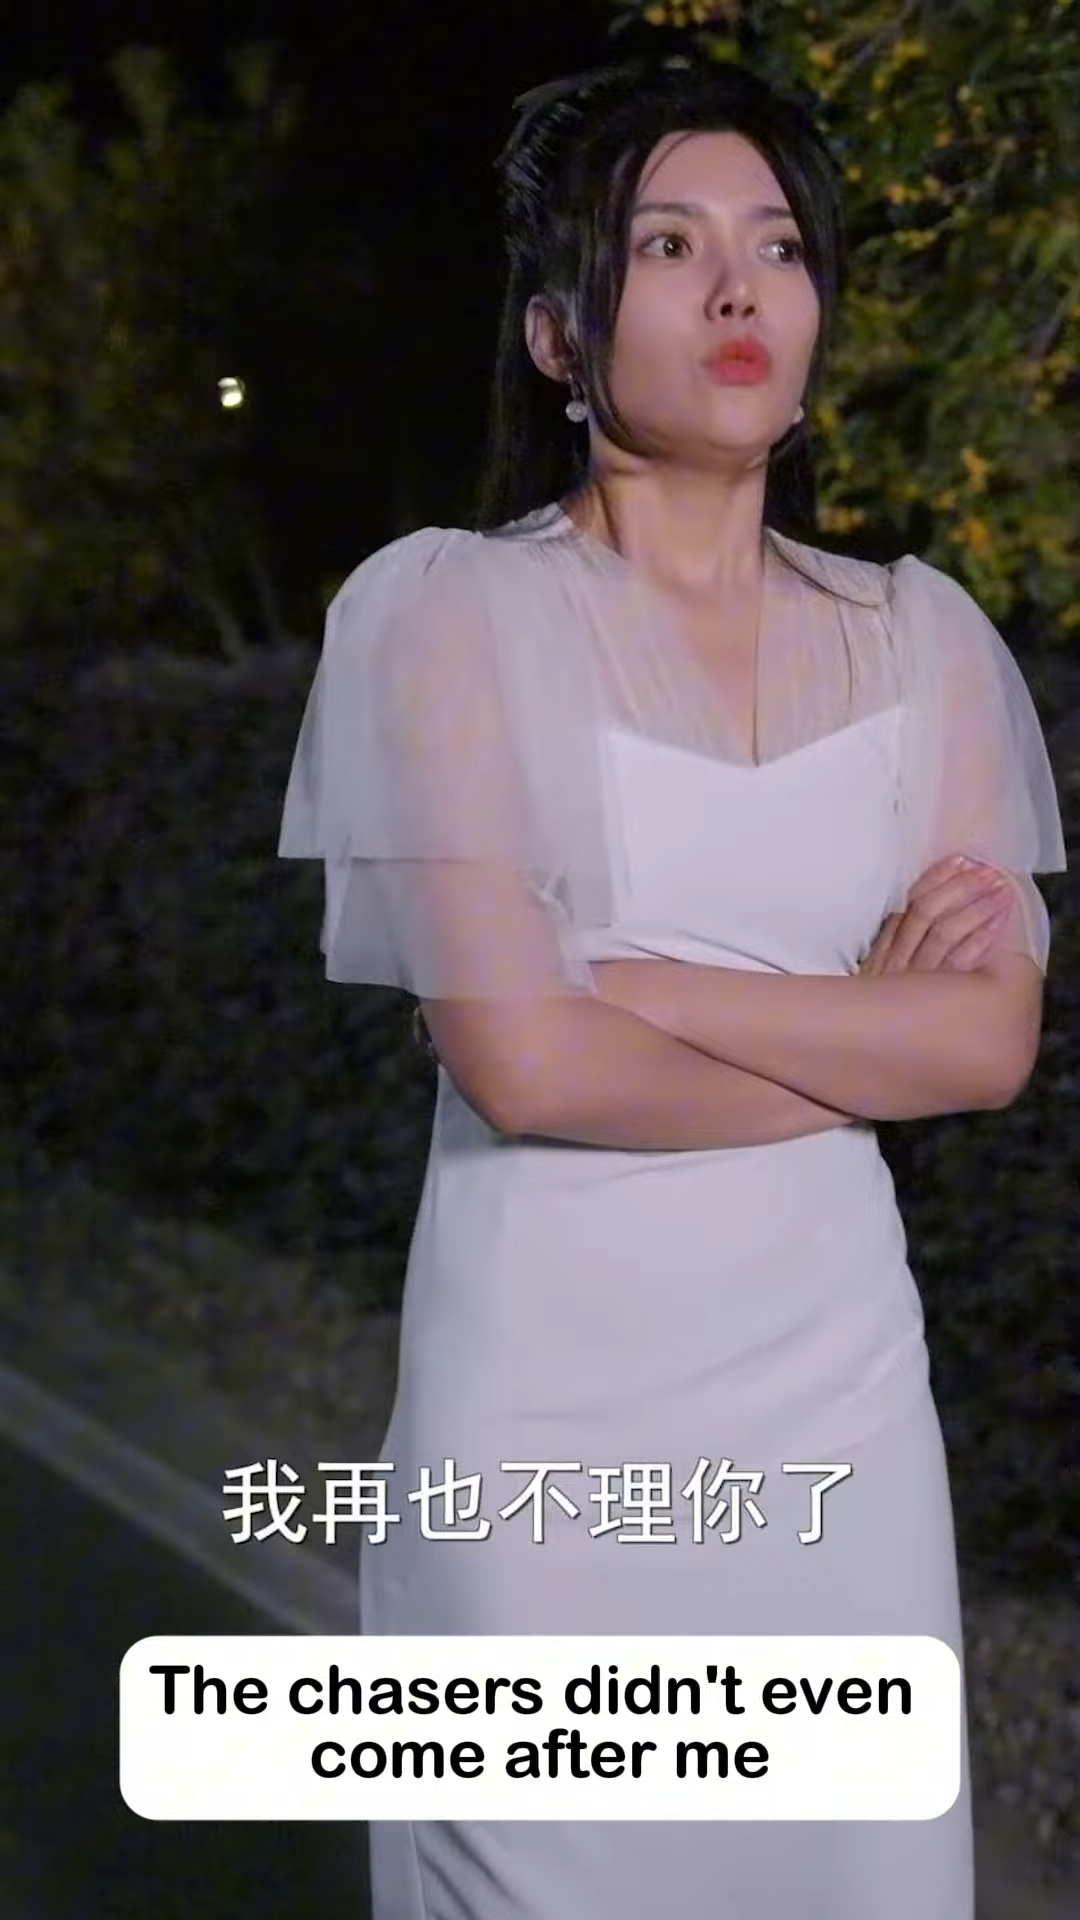 我再也不理你了
The chasers didn't even
come after me